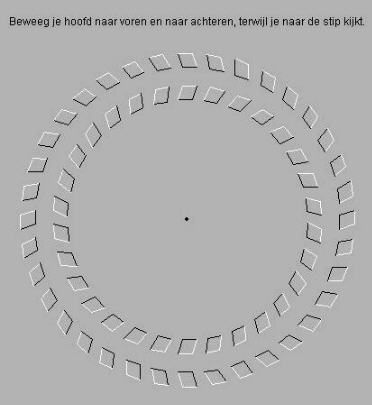 Beweeg je hoofd naar voren en naar achteren, terwijl je naar de stip kijkt.